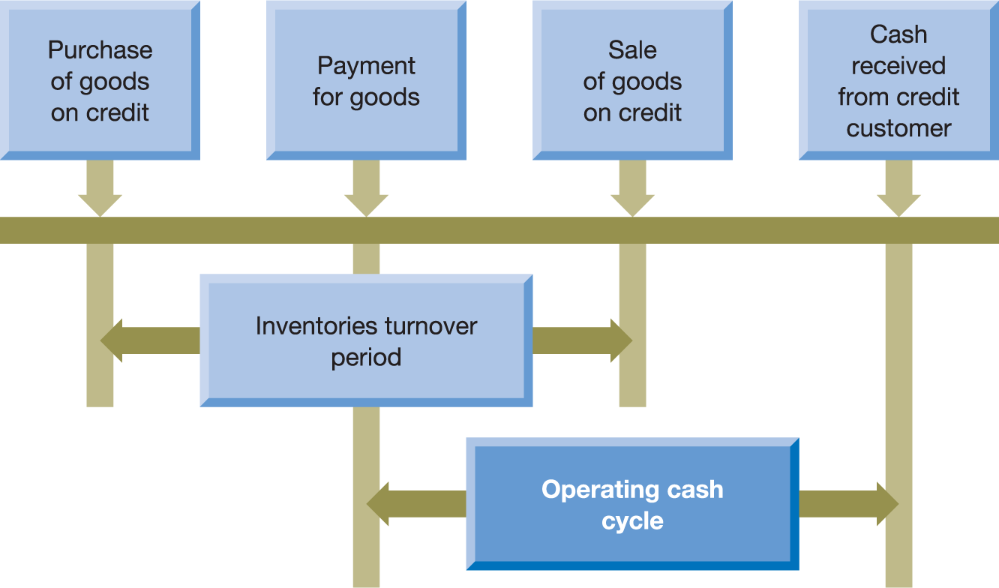 Purchase
of goods
on credit
Payment
for goods
Sale
of goods
on credit
Cash
received
from credit
customer
Inventories turnover
period
Operating cash
cycle